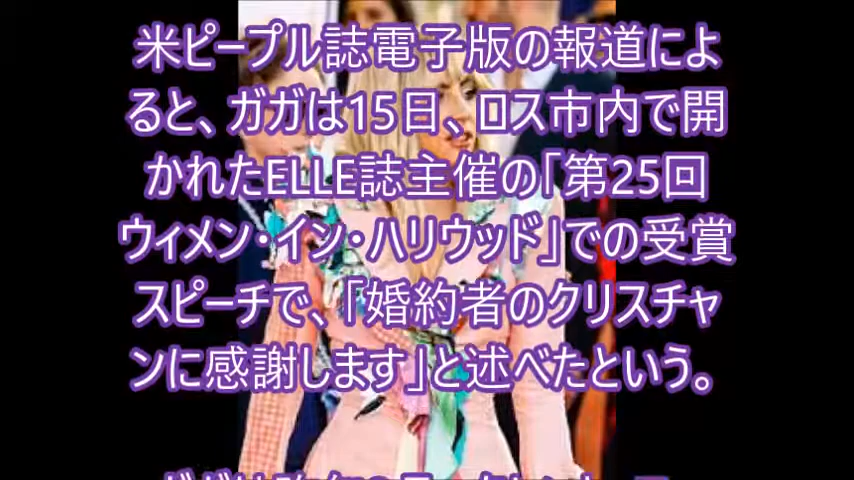 米ピープル誌電子版の報道によ
ると、ガガは15日、ロス市内で開
かれたELLE誌主催の「第25回
ウィメン・イン・ハリウッド」での受賞
スピーチで、「婚約者のクリスチャ
ンに感謝します」と述べたという。